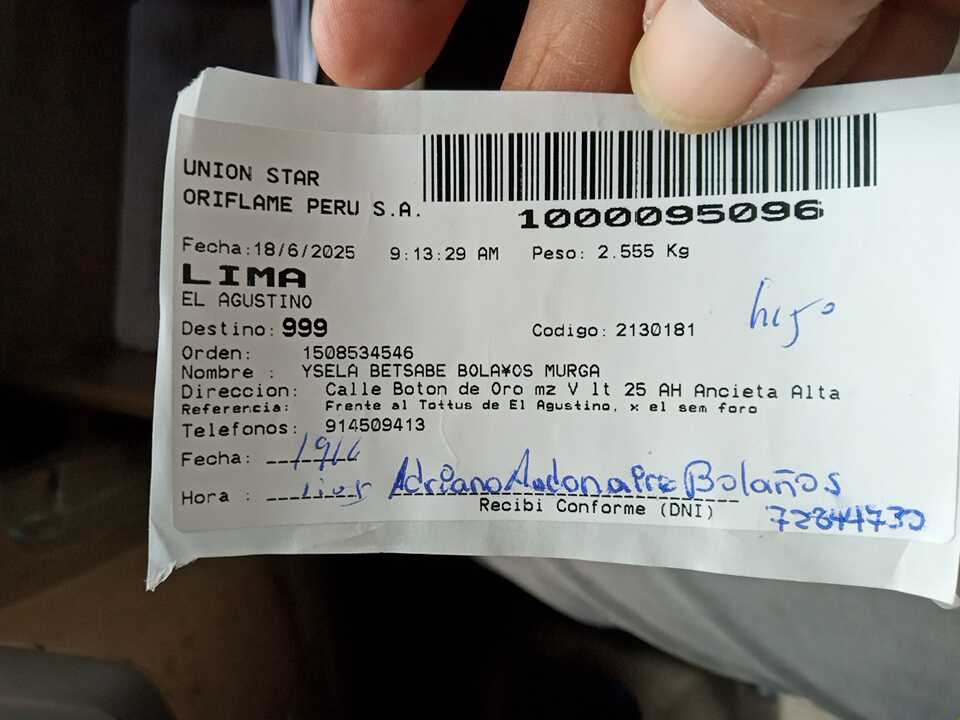 UNION STAR
ORIFLAME PERU S.A.
1000095096
Fecha:18/6/2025 9:13:29 AM Peso: 2.555 Kg
LIMA
EL AGUSTINO
hijo
Destino: 999 Codigo: 2130181
Orden: 1508534546
Nombre : YSELA BETSABE BOLA¥OS MURGA
Direccion: Calle Boton de Oro mz V lt 25 AH Ancieta Alta
Referencia: Frente al Tottus de El Agustino, x el sem foro
Telefonos: 914509413
Fecha:
Hora : Adriano Bolaños
Recibi Conforme (DNI)